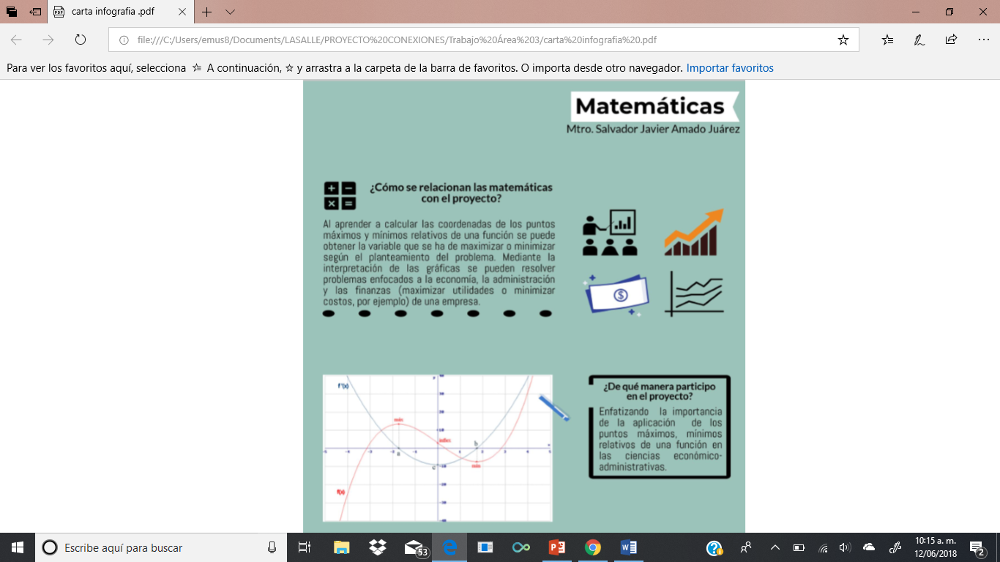 carta infografia .pdf
file:///C:/Users/emus8/Documents/LASALLE/PROYECTO%20CONEXIONES/Trabajo%20Área%203/carta%20infografia%20.pdf
Para ver los favoritos aquí, selecciona A continuación, y arrastra a la carpeta de la barra de favoritos. O importa desde otro navegador. Importar favoritos
Matemáticas
Mtro. Salvador Javier Amado Juárez
¿Cómo se relacionan las matemáticas
con el proyecto?
Al aprender a calcular las coordenadas de los puntos
máximos y mínimos relativos de una función se puede
obtener la variable que se ha de maximizar o minimizar
según el planteamiento del problema. Mediante la
interpretación de las gráficas se pueden resolver
problemas enfocados a la economía, la administración
y las finanzas (maximizar utilidades o minimizar
costos, por ejemplo) de una empresa.
f'(x)
a
b
c
f(x)
¿De qué manera participo
en el proyecto?
Enfatizando la importancia
de la aplicación de los
puntos máximos, mínimos
relativos de una función en
las ciencias económico-
administrativas.
Escribe aquí para buscar
53
10:15 a. m.
12/06/2018
2